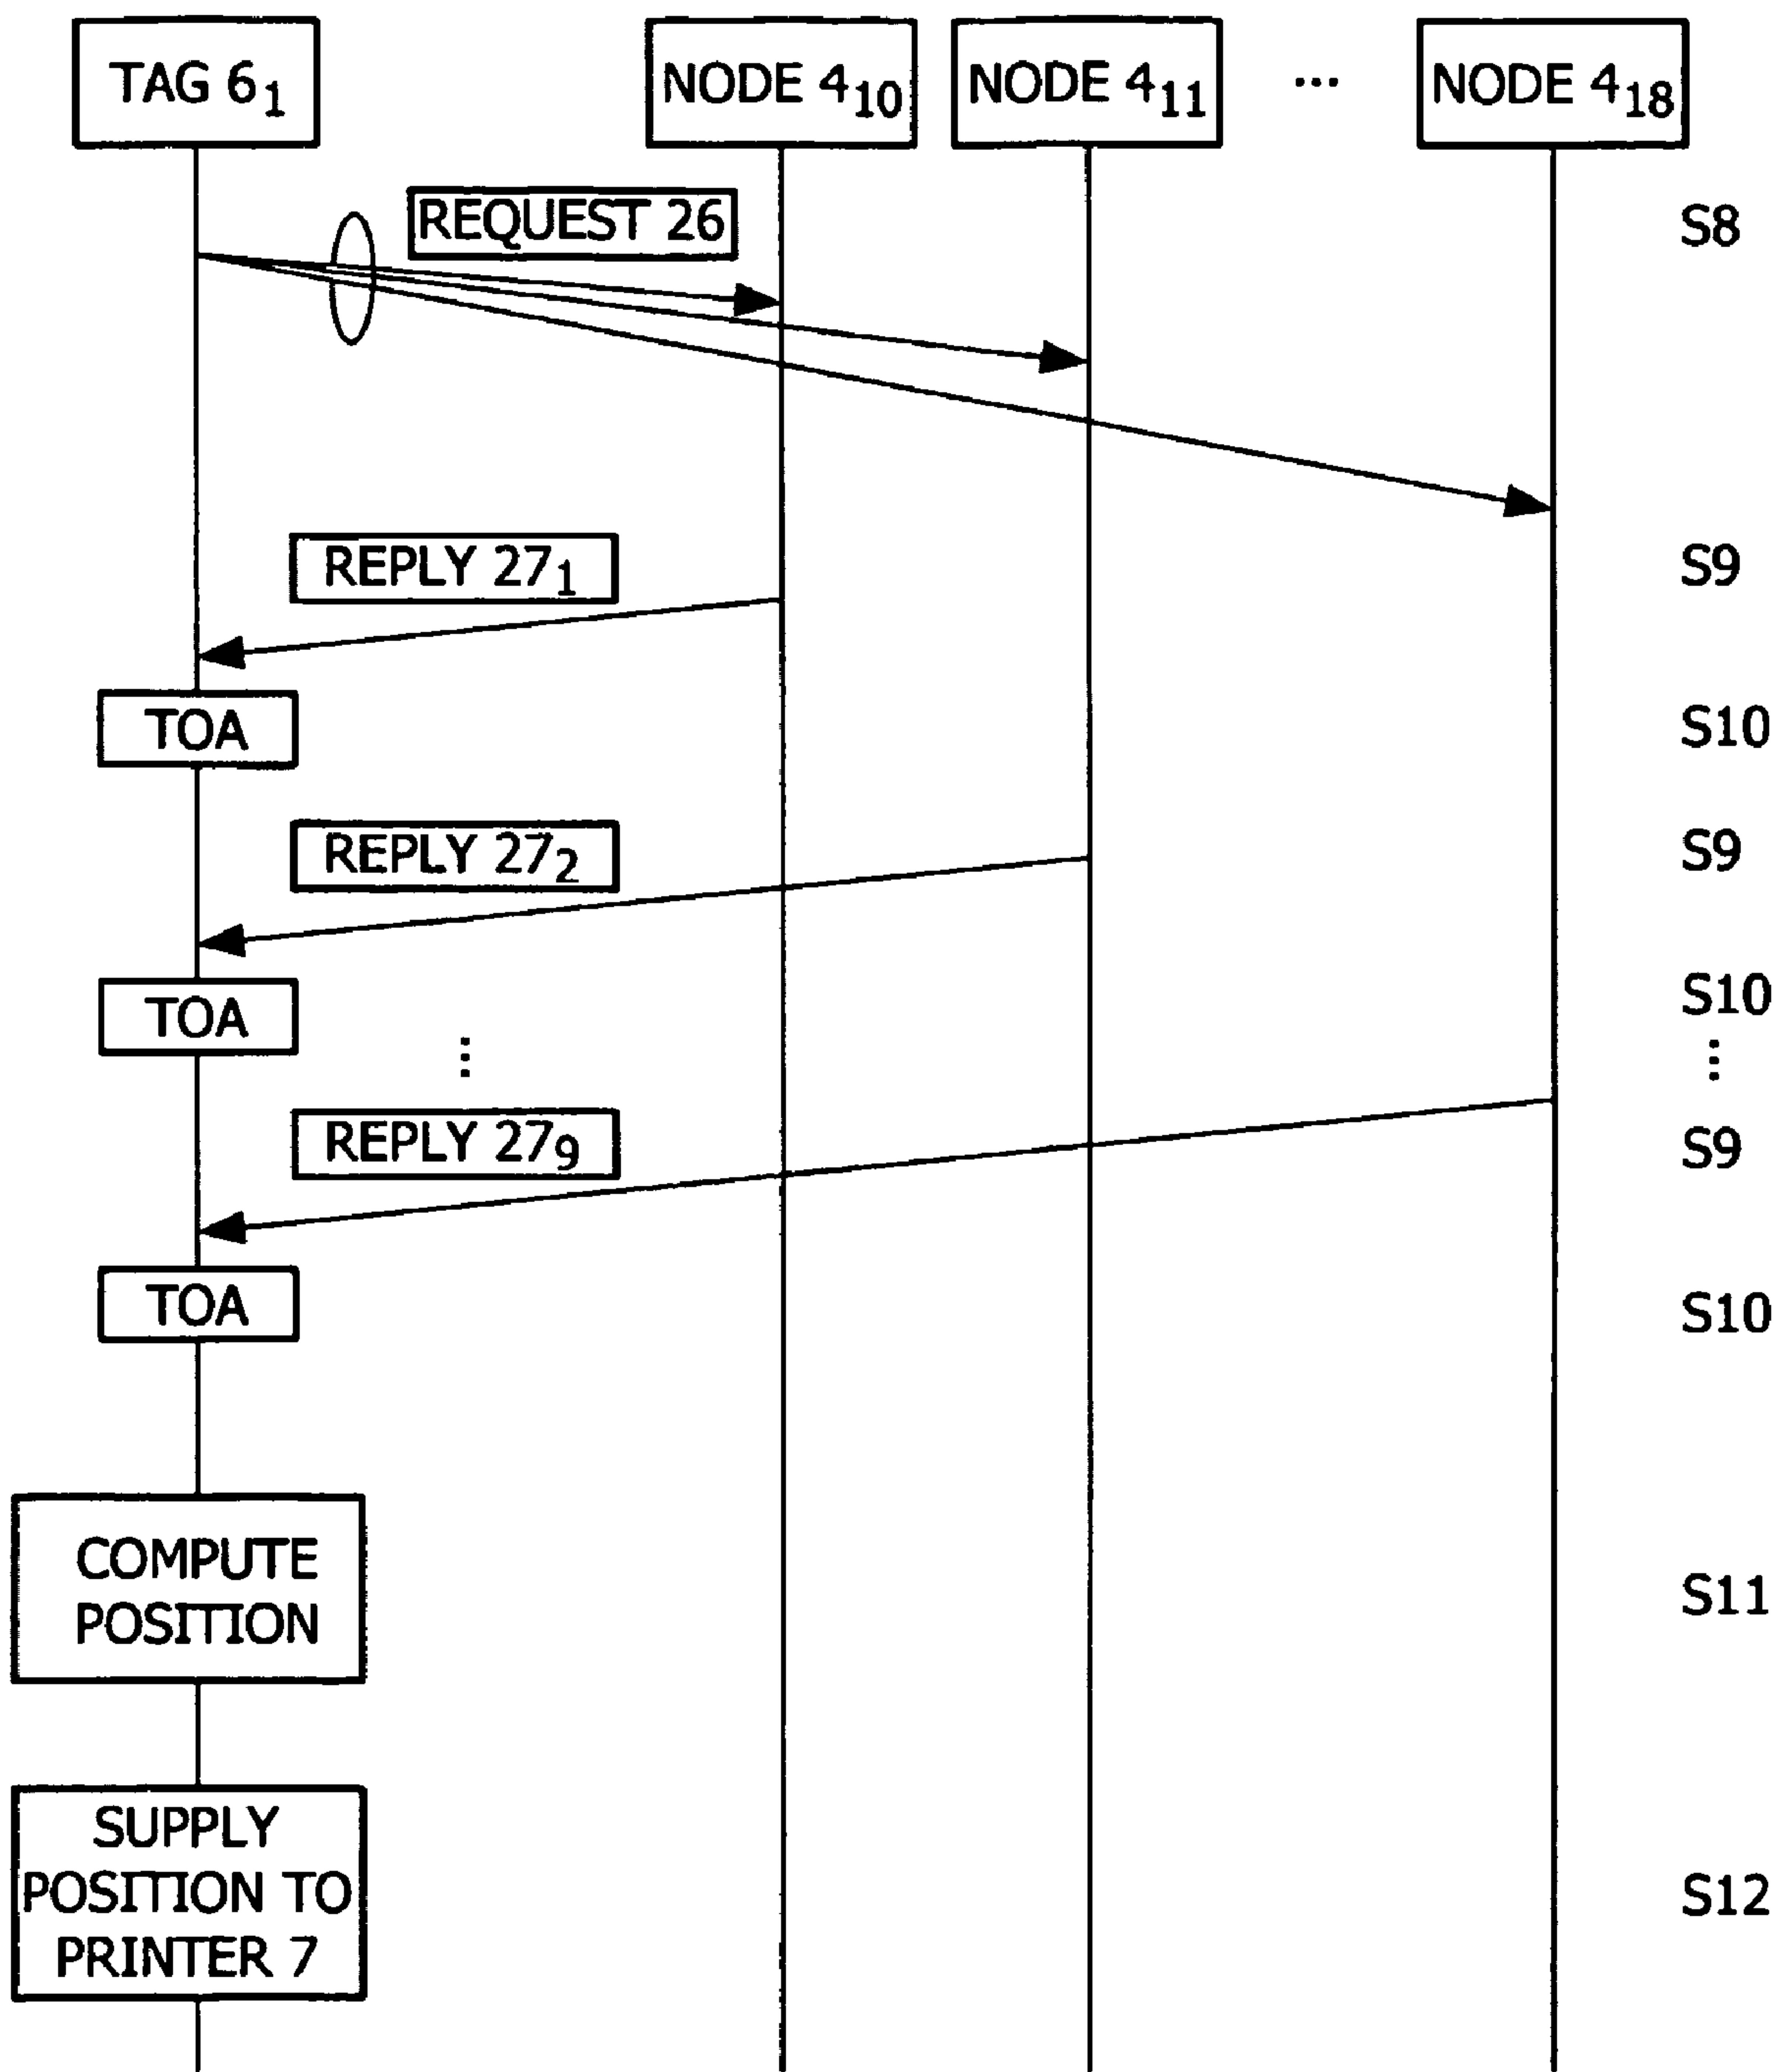 TAG 6₁ NODE 4₁₀ NODE 4₁₁ ... NODE 4₁₈
REQUEST 26 S8
REPLY 27₁ S9
TOA S10
REPLY 27₂ S9
TOA S10
⋮ ⋮
REPLY 27₉ S9
TOA S10
COMPUTE
POSITION S11
SUPPLY
POSITION TO S12
PRINTER 7